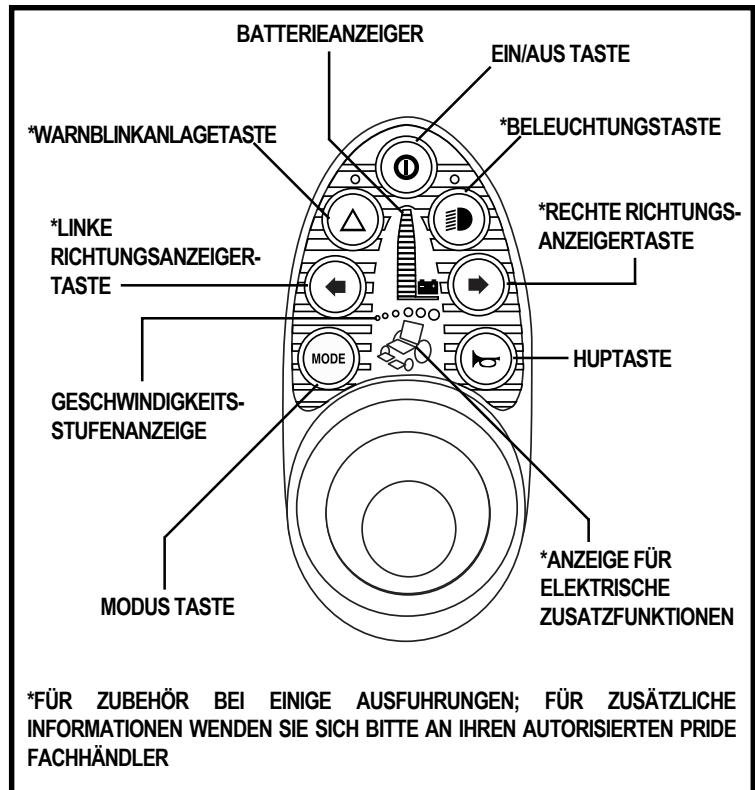 BATTERIEANZEIGER
EIN/AUS TASTE
*WARNBLINKANLAGETASTE
*BELEUCHTUNGSTASTE
*LINKE
RICHTUNGSANZEIGER-
TASTE
*RECHTE RICHTUNGS-
ANZEIGERTASTE
MODE
HUPTASTE
GESCHWINDIGKEITS-
STUFENANZEIGE
MODUS TASTE
*ANZEIGE FÜR
ELEKTRISCHE
ZUSATZFUNKTIONEN
*FÜR ZUBEHÖR BEI EINIGE AUSFUHRUNGEN; FÜR ZUSÄTZLICHE
INFORMATIONEN WENDEN SIE SICH BITTE AN IHREN AUTORISIERTEN PRIDE
FACHHÄNDLER